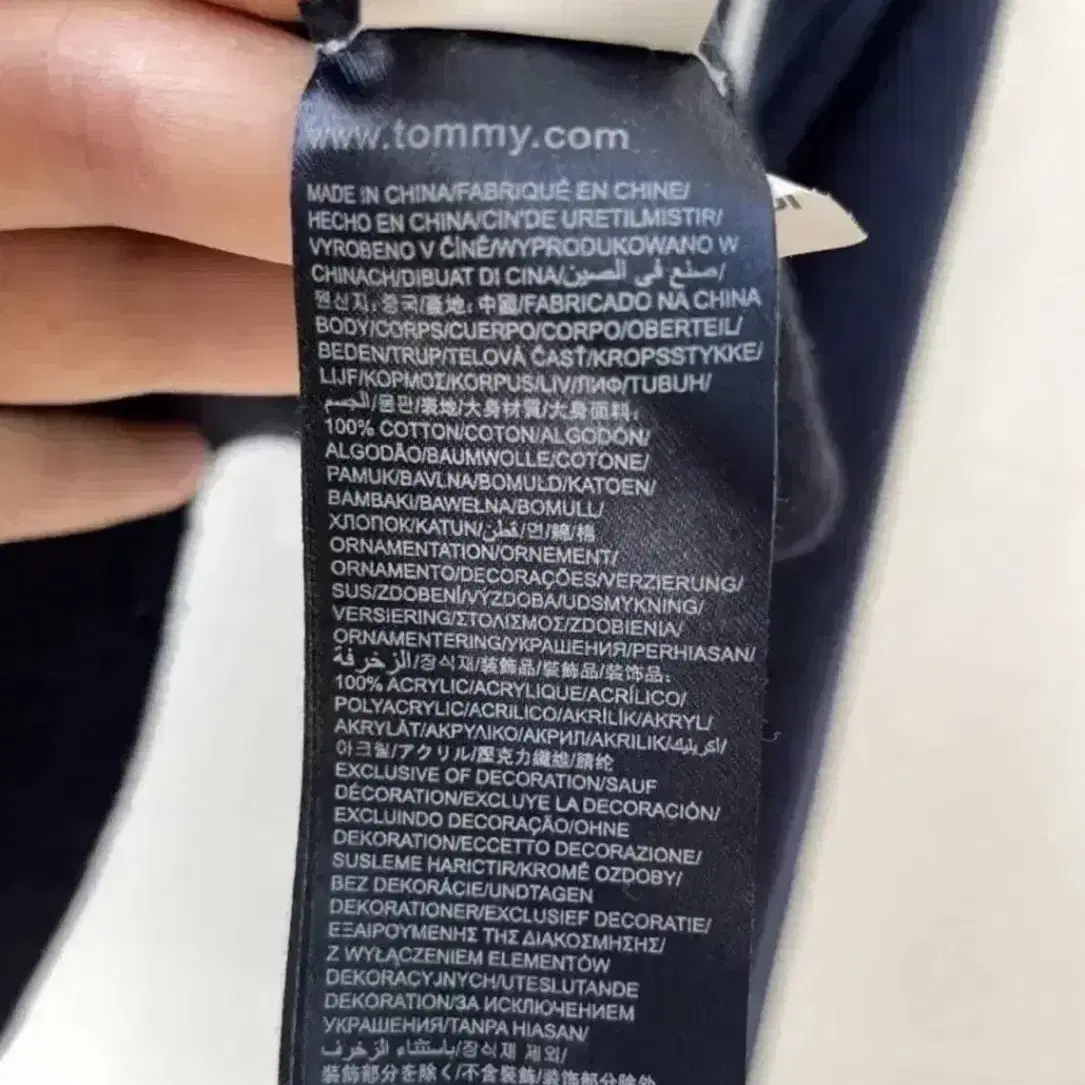 www.tommy.com
MADE IN CHINA/FABRIQUÉ EN CHINE/
HECHO EN CHINA/CIN'DE URETILMISTIR/
VYROBENO V ČÍNĚ/WYPRODUKOWANO W
CHINACH/DIBUAT DI CINA/صنع في الصين/
원산지: 중국/產地: 中國/FABRICADO NA CHINA
BODY/CORPS/CUERPO/CORPO/OBERTEIL/
BEDEN/TRUP/TELOVÁ ČASŤ/KROPSSTYKKE/
LIJF/ΚΟΡΜΟΣ/KORPUS/LIV/ЛИФ/TUBUH/
الجسم/몸판/表地/大身材質/大身面料:
100% COTTON/COTON/ALGODÓN/
ALGODÃO/BAUMWOLLE/COTONE/
PAMUK/BAVLNA/BOMULD/KATOEN/
BAMBAKI/BAWEŁNA/BOMULL/
ХЛОПОК/KATUN/قطن/면/綿/棉
ORNAMENTATION/ORNEMENT/
ORNAMENTO/DECORAÇÕES/VERZIERUNG/
SUS/ZDOBENÍ/VÝZDOBA/UDSMYKNING/
VERSIERING/ΣΤΟΛΙΣΜΟΣ/ZDOBIENIA/
ORNAMENTERING/УКРАШЕНИЯ/PERHIASAN/
الزخرفة/장식재/装飾品/裝飾品/装饰品:
100% ACRYLIC/ACRYLIQUE/ACRÍLICO/
POLYACRYLIC/ACRILICO/AKRİLİK/AKRYL/
AKRYLÁT/ΑΚΡΥΛΙΚΟ/АКРИЛ/AKRILIK/اكريليك/
아크릴/アクリル/壓克力纖維/腈纶
EXCLUSIVE OF DECORATION/SAUF
DÉCORATION/EXCLUYE LA DECORACIÓN/
EXCLUINDO DECORAÇÃO/OHNE
DEKORATION/ECCETTO DECORAZIONE/
SUSLEME HARICTIR/KROMĚ OZDOBY/
BEZ DEKORÁCIE/UNDTAGEN
DEKORATIONER/EXCLUSIEF DECORATIE/
ΕΞΑΙΡΟΥΜΕΝΗΣ ΤΗΣ ΔΙΑΚΟΣΜΗΣΗΣ/
Z WYŁĄCZENIEM ELEMENTÓW
DEKORACYJNYCH/UTESLUTANDE
DEKORATION/ЗА ИСКЛЮЧЕНИЕМ
УКРАШЕНИЯ/TANPA HIASAN/
باستثناء الزخرف/장식재 제외/
装飾部分を除く/不含裝飾/装饰部分除外